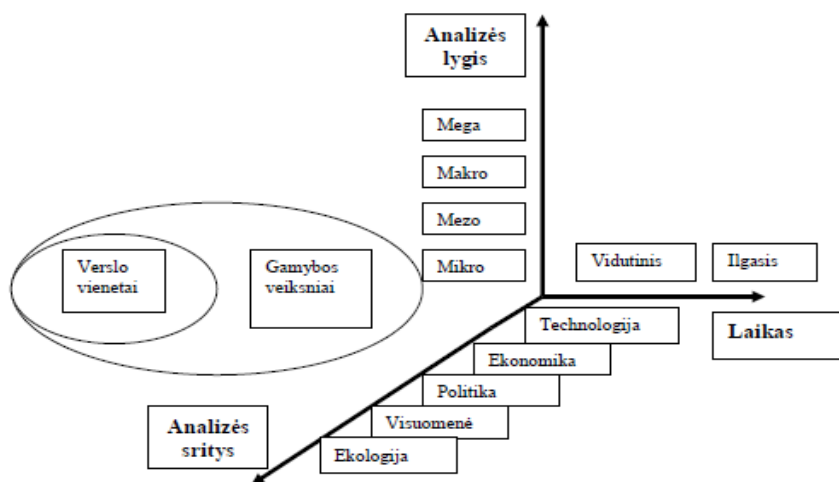 Analizės
lygis
Mega
Makro
Mezo
Mikro
Verslo
vienetai
Gamybos
veiksniai
Vidutinis
Ilgasis
Laikas
Technologija
Ekonomika
Politika
Visuomenė
Ekologija
Analizės
sritys